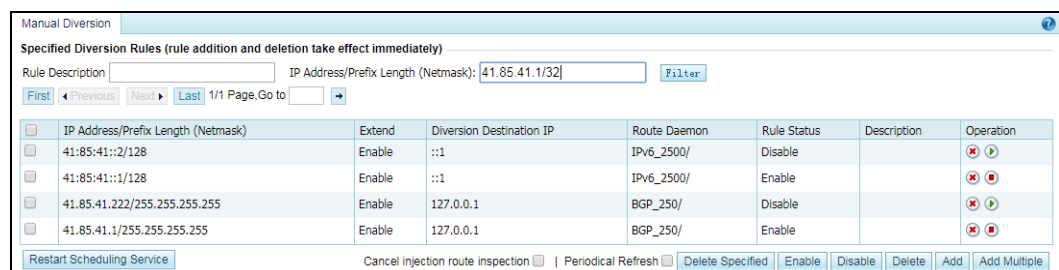 Manual Diversion
Specified Diversion Rules (rule addition and deletion take effect immediately)
Rule Description IP Address/Prefix Length (Netmask): 41.85.41.1/32 Filter
First Previous Next Last 1/1 Page,Go to
IP Address/Prefix Length (Netmask) Extend Diversion Destination IP Route Daemon Rule Status Description Operation
41:85:41::2/128 Enable ::1 IPv6_2500/ Disable
41:85:41::1/128 Enable ::1 IPv6_2500/ Enable
41.85.41.222/255.255.255.255 Enable 127.0.0.1 BGP_250/ Disable
41.85.41.1/255.255.255.255 Enable 127.0.0.1 BGP_250/ Enable
Restart Scheduling Service Cancel injection route inspection | Periodical Refresh Delete Specified Enable Disable Delete Add Add Multiple